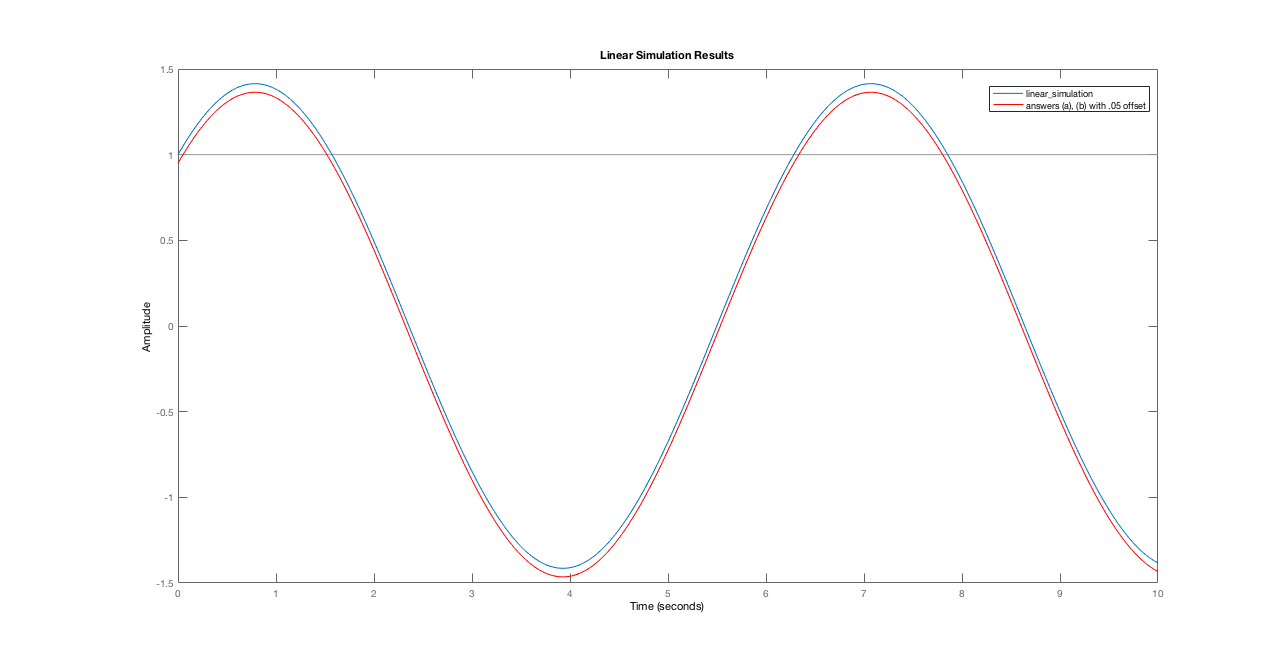 Linear Simulation Results
linear_simulation
answers (a), (b) with .05 offset
Amplitude
1.5
1
0.5
0
-0.5
-1
-1.5
0 1 2 3 4 5 6 7 8 9 10
Time (seconds)